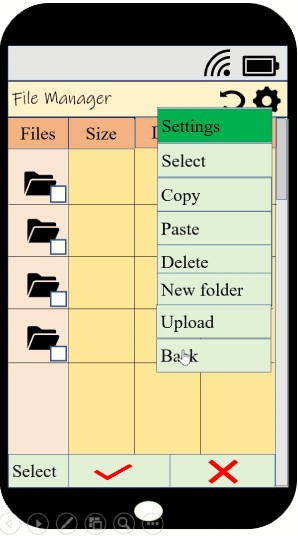 File Manager
Settings
Files Size D
Select
Copy
Paste
Delete
New folder
Upload
Back
Select